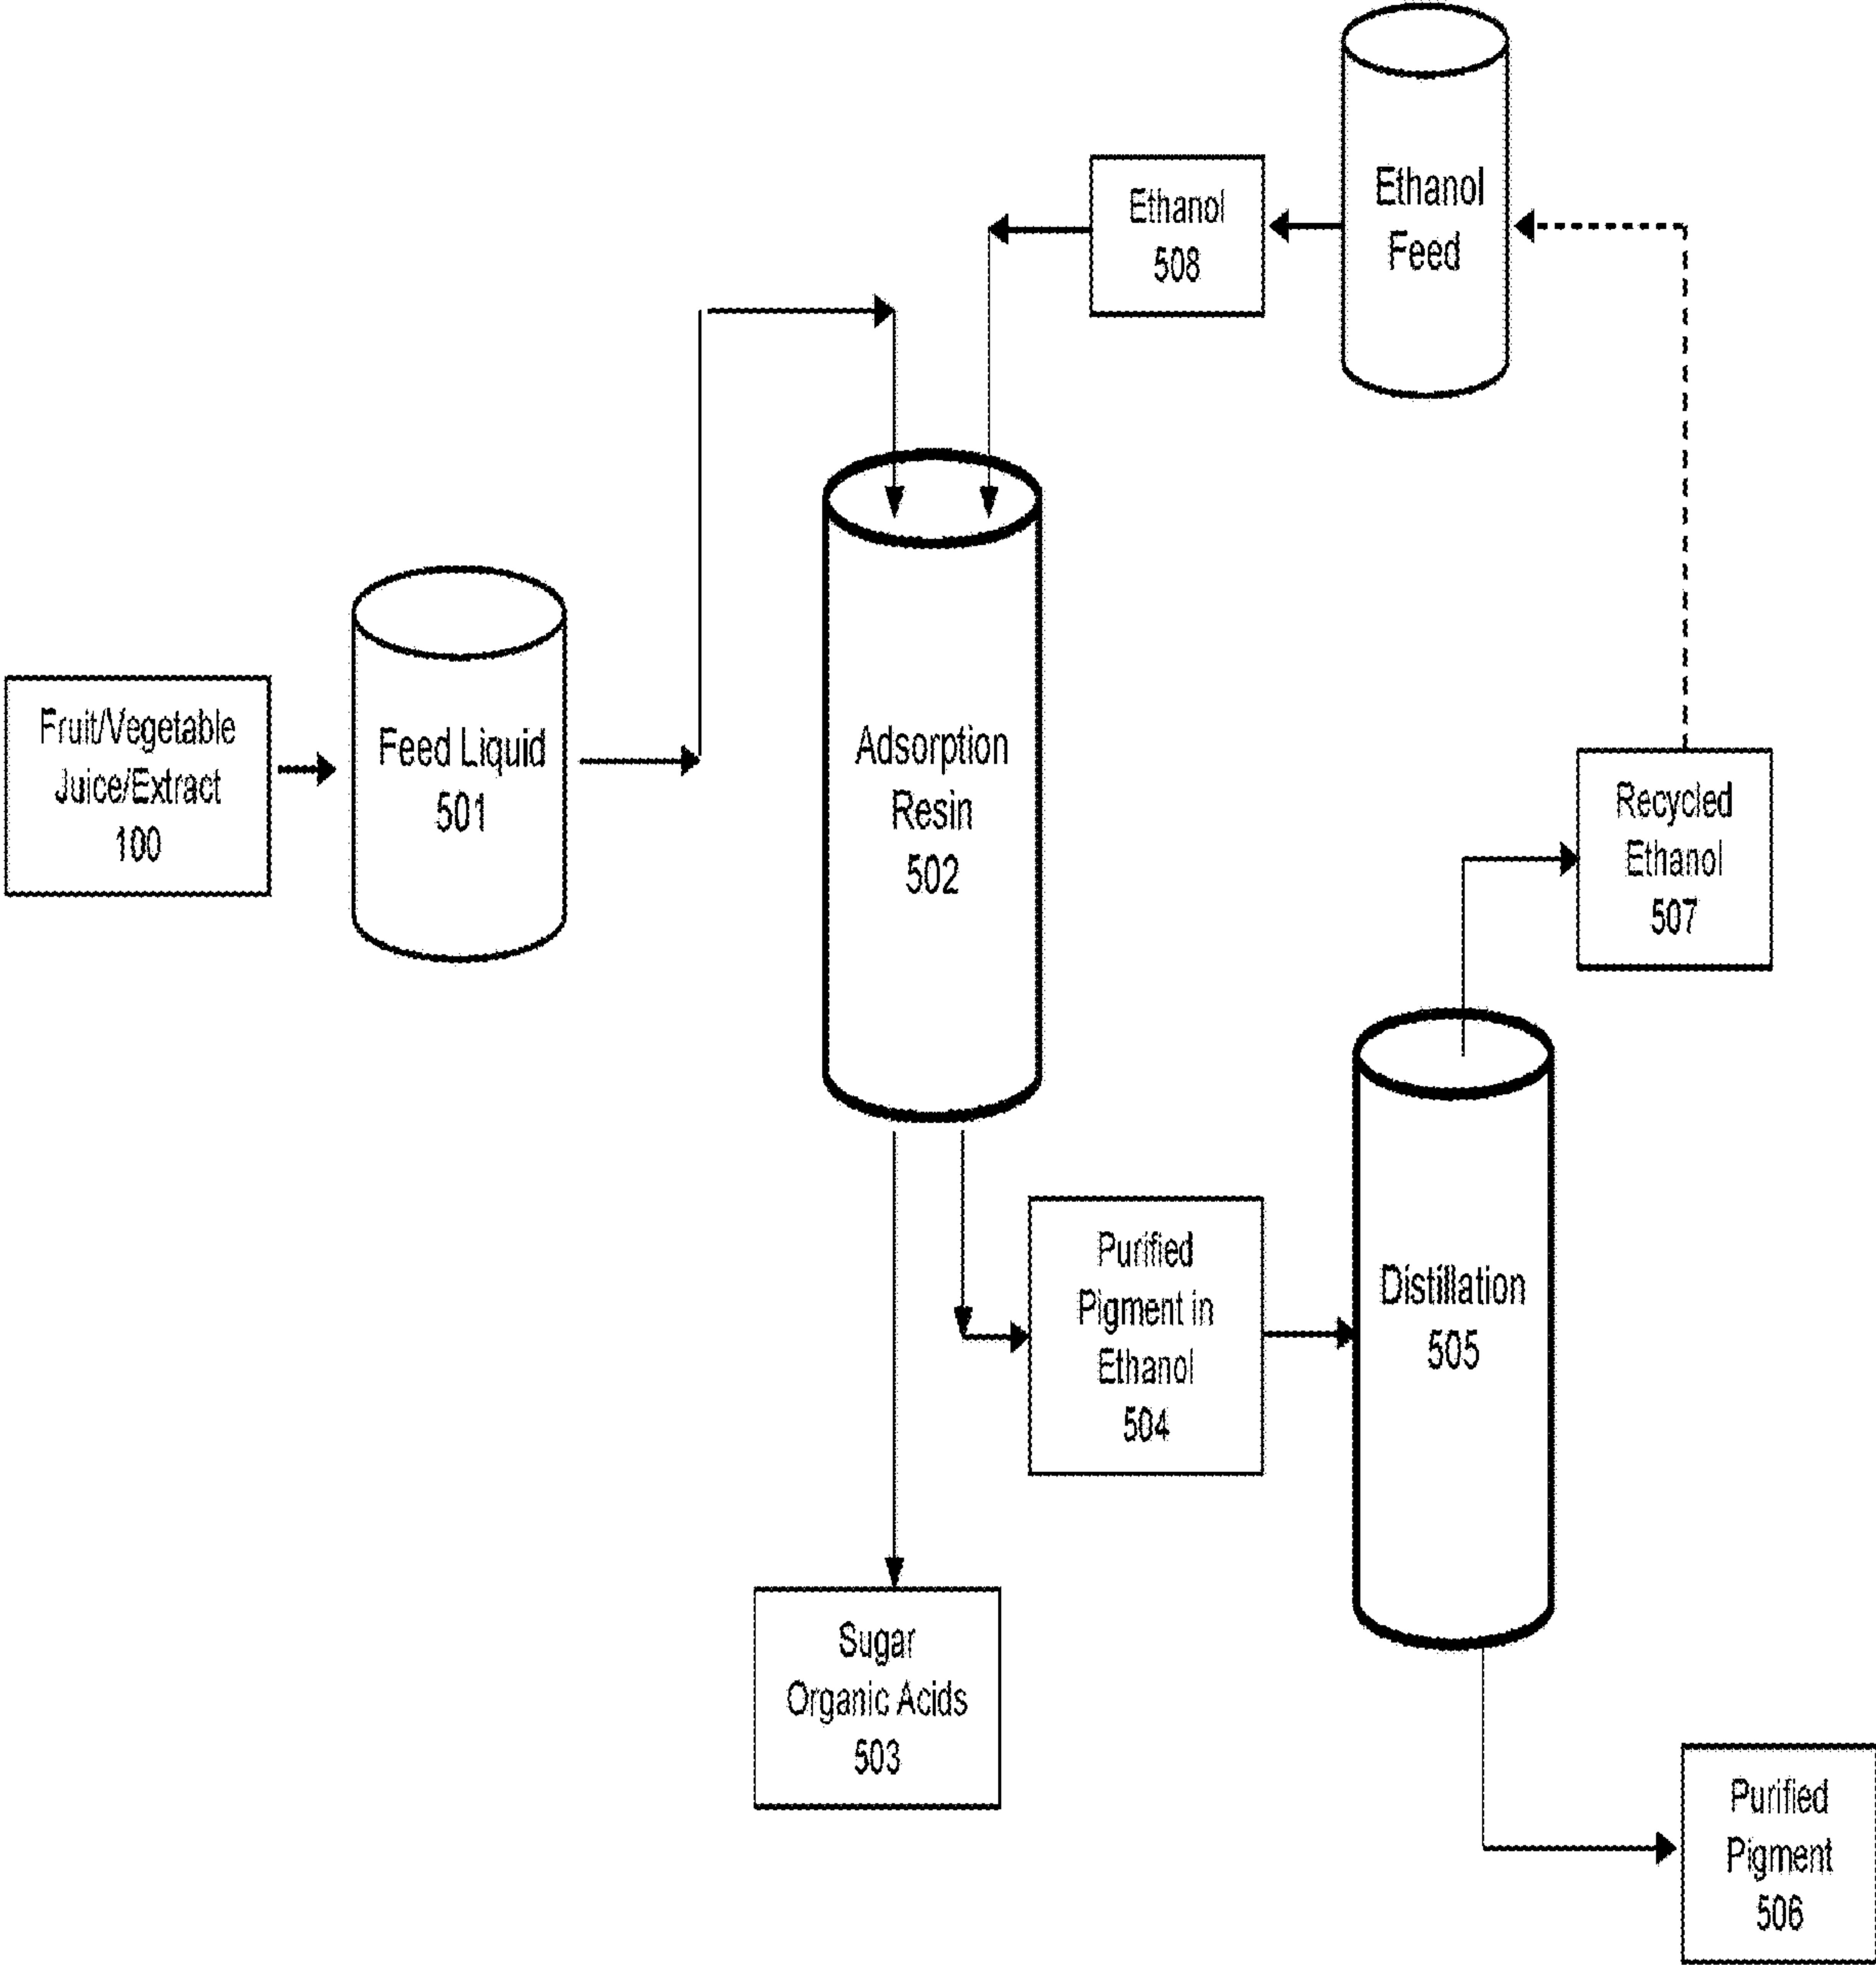 Ethanol
Feed
Ethanol
508
Fruit/Vegetable
Juice/Extract
100
Feed Liquid
501
Adsorption
Resin
502
Recycled
Ethanol
507
Purified
Pigment in
Ethanol
504
Distillation
505
Sugar
Organic Acids
503
Purified
Pigment
506